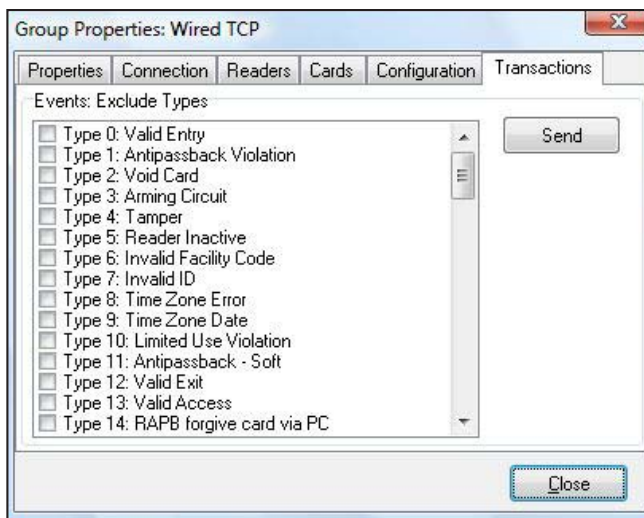 Group Properties: Wired TCP
Properties Connection Readers Cards Configuration Transactions
Events: Exclude Types
Type 0: Valid Entry
Type 1: Antipassback Violation
Type 2: Void Card
Type 3: Arming Circuit
Type 4: Tamper
Type 5: Reader Inactive
Type 6: Invalid Facility Code
Type 7: Invalid ID
Type 8: Time Zone Error
Type 9: Time Zone Date
Type 10: Limited Use Violation
Type 11: Antipassback - Soft
Type 12: Valid Exit
Type 13: Valid Access
Type 14: RAPB forgive card via PC
Send
Close